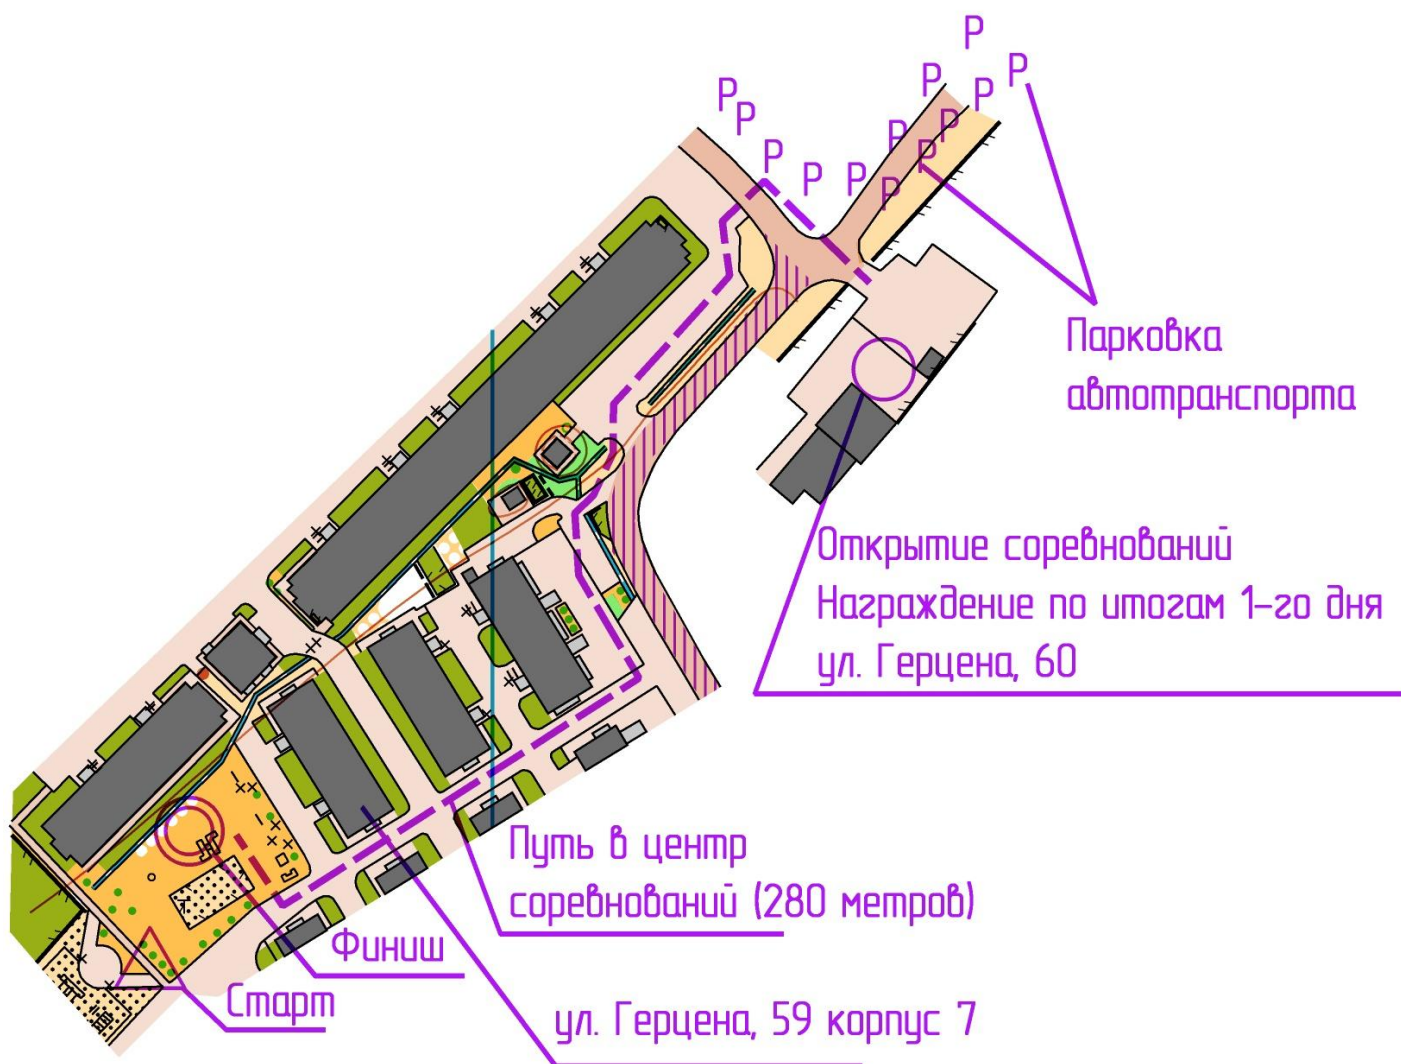 P
P
P
P
P
P
P
P
P
P
P
P
P
P
Парковка
автотранспорта
Открытие соревнований
Награждение по итогам 1-го дня
ул. Герцена, 60
Путь в центр
соревнований (280 метров)
Финиш
Старт
ул. Герцена, 59 корпус 7